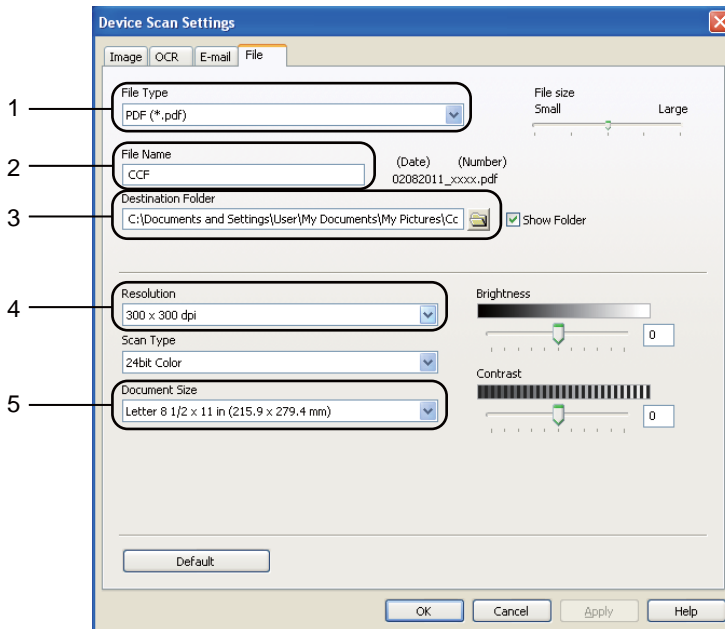 Device Scan Settings
Image OCR E-mail File
1
File Type
PDF (*.pdf)
File size
Small Large
2
File Name
CCF
(Date) (Number)
02082011_xxxx.pdf
3
Destination Folder
C:\Documents and Settings\User\My Documents\My Pictures\Cc
Show Folder
4
Resolution
300 x 300 dpi
Brightness
0
Scan Type
24bit Color
Contrast
5
Document Size
Letter 8 1/2 x 11 in (215.9 x 279.4 mm)
0
Default
OK Cancel Apply Help